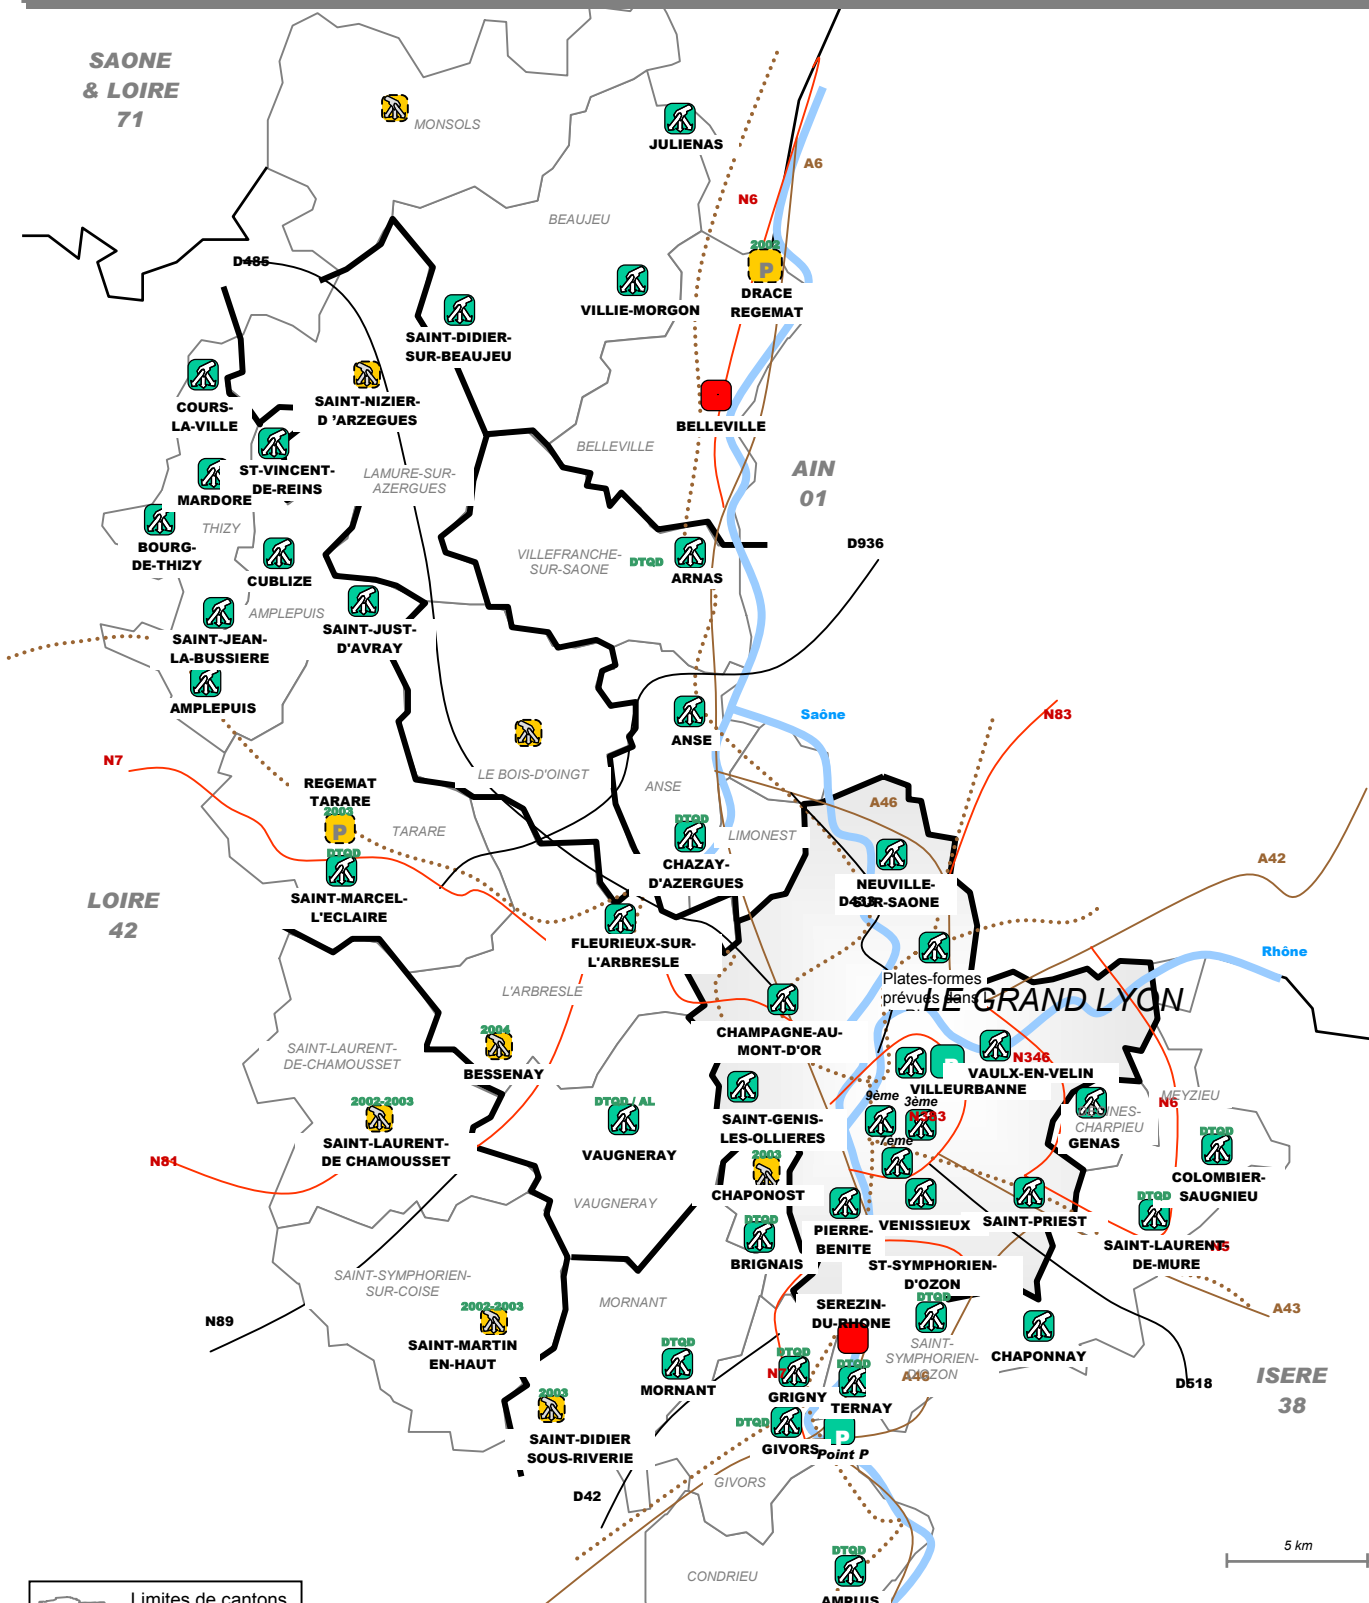 SAONE
& LOIRE
71
MONSOLS
JULIENAS
A6
N6
BEAUJEU
2002
P
DRACE
REGEMAT
D485
VILLIE-MORGON
SAINT-DIDIER-
SUR-BEAUJEU
COURS-
LA-VILLE
SAINT-NIZIER-
D 'ARZEGUES
BELLEVILLE
BELLEVILLE
AIN
01
ST-VINCENT-
DE-REINS
LAMURE-SUR-
AZERGUES
MARDORE
THIZY
BOURG-
DE-THIZY
CUBLIZE
VILLEFRANCHE-
SUR-SAONE
DTQD
ARNAS
D936
AMPLEPUIS
SAINT-JEAN-
LA-BUSSIERE
SAINT-JUST-
D'AVRAY
AMPLEPUIS
ANSE
Saône
N83
N7
LE BOIS-D'OINGT
ANSE
REGEMAT
TARARE
2003
P
TARARE
DTQD
SAINT-MARCEL-
L'ECLAIRE
A46
DTQD
LIMONEST
CHAZAY-
D'AZERGUES
NEUVILLE-
SUR-SAONE
D433
A42
LOIRE
42
FLEURIEUX-SUR-
L'ARBRESLE
Rhône
L'ARBRESLE
Plates-formes
prévues dans
LE GRAND LYON
CHAMPAGNE-AU-
MONT-D'OR
2004
BESSENAY
SAINT-LAURENT-
DE-CHAMOUSSET
P
N346
VAULX-EN-VELIN
VILLEURBANNE
MEYZIEU
2002-2003
SAINT-LAURENT-
DE CHAMOUSSET
DTQD / AL
VAUGNERAY
SAINT-GENIS-
LES-OLLIERES
9ème
3ème
N383
7ème
CHARPIEU
GENAS
N6
DTQD
COLOMBIER-
SAUGNIEU
N81
2003
CHAPONOST
VAUGNERAY
PIERRE-
BENITE
VENISSIEUX
SAINT-PRIEST
DTQD
SAINT-LAURENT-
DE-MURE
N5
DTQD
BRIGNAIS
ST-SYMPHORIEN-
D'OZON
SAINT-SYMPHORIEN-
SUR-COISE
MORNANT
SEREZIN-
DU-RHONE
DTQD
A43
N89
2002-2003
SAINT-MARTIN
EN-HAUT
SAINT-
SYMPHORIEN-
D'OZON
CHAPONNAY
DTQD
MORNANT
DTQD
N7
GRIGNY
DTQD
TERNAY
A46
D518
ISERE
38
2003
SAINT-DIDIER
SOUS-RIVERIE
DTQD
GIVORS
P
Point P
GIVORS
D42
5 km
DTQD
CONDRIEU
AMPUIS
Limites de cantons